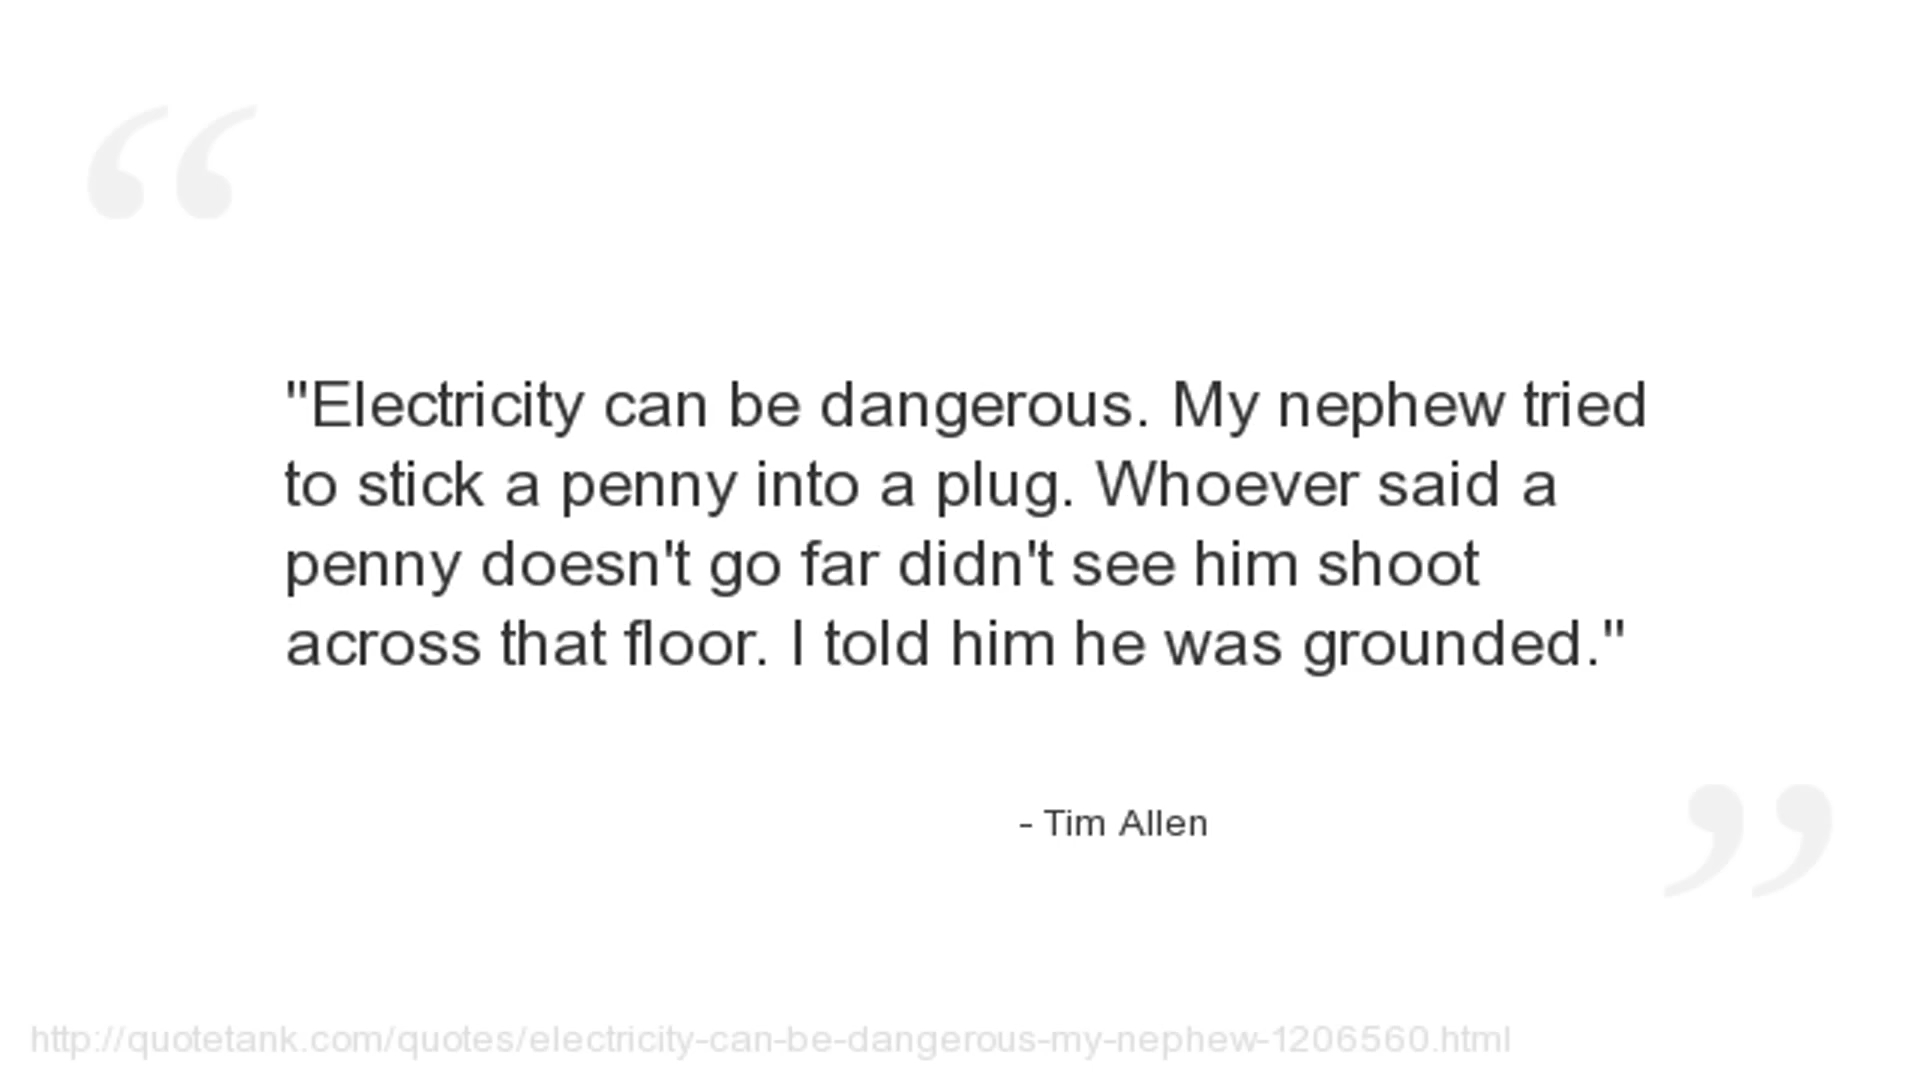 "Electricity can be dangerous. My nephew tried
to stick a penny into a plug. Whoever said a
penny doesn't go far didn't see him shoot
across that floor. I told him he was grounded."
- Tim Allen
http://quotetank.com/quotes/electricity-can-be-dangerous-my-nephew-1206560.html